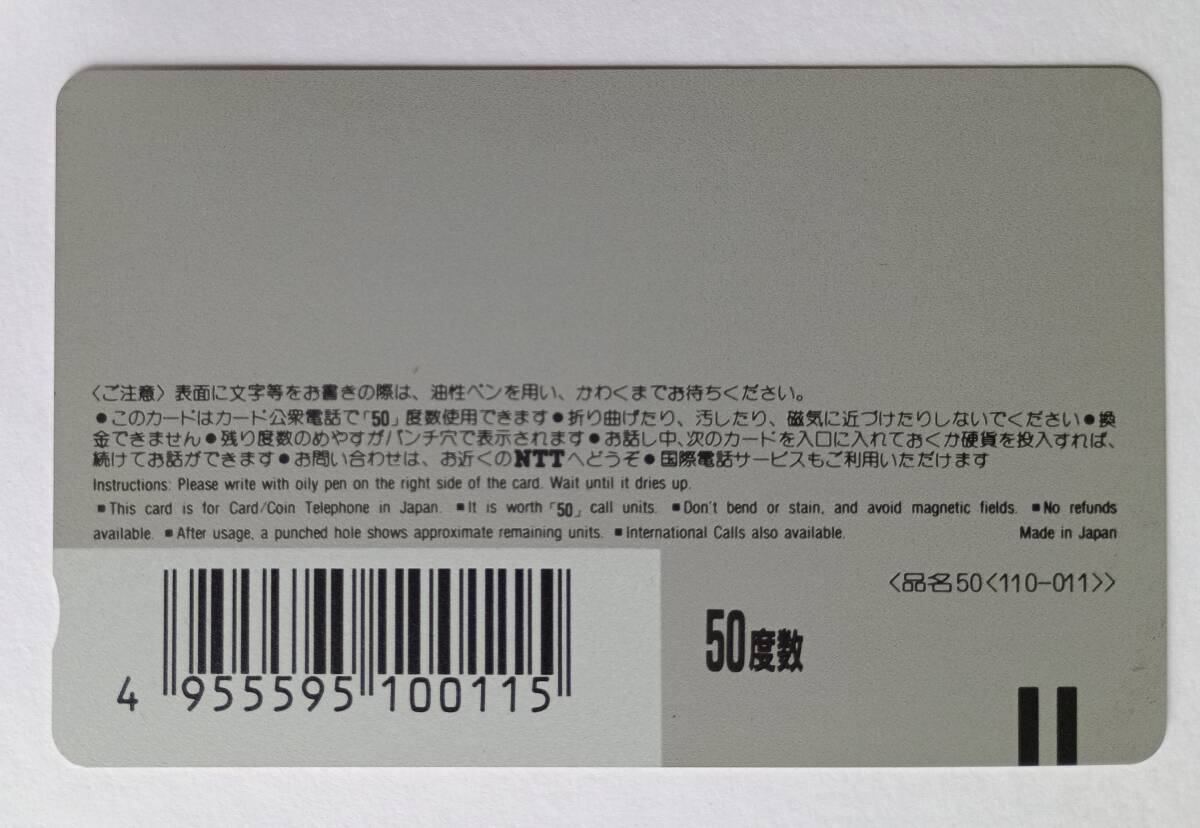 〈ご注意〉表面に文字等をお書きの際は、油性ペンを用い、かわくまでお待ちください。
●このカードはカード公衆電話で「50」度数使用できます●折り曲げたり、汚したり、磁気に近づけたりしないでください●換
金できません●残り度数のめやすがパンチ穴で表示されます●お話し中、次のカードを入口に入れておくか硬貨を投入すれば、
続けてお話ができます●お問い合わせは、お近くのNTTへどうぞ●国際電話サービスもご利用いただけます
Instructions: Please write with oily pen on the right side of the card. Wait until it dries up.
■This card is for Card/Coin Telephone in Japan. ■It is worth「50」call units. ■Don't bend or stain, and avoid magnetic fields. ■No refunds
available. ■After usage, a punched hole shows approximate remaining units. ■International Calls also available. Made in Japan
〈品名50〈110-011〉〉
50度数
4 955595 100115